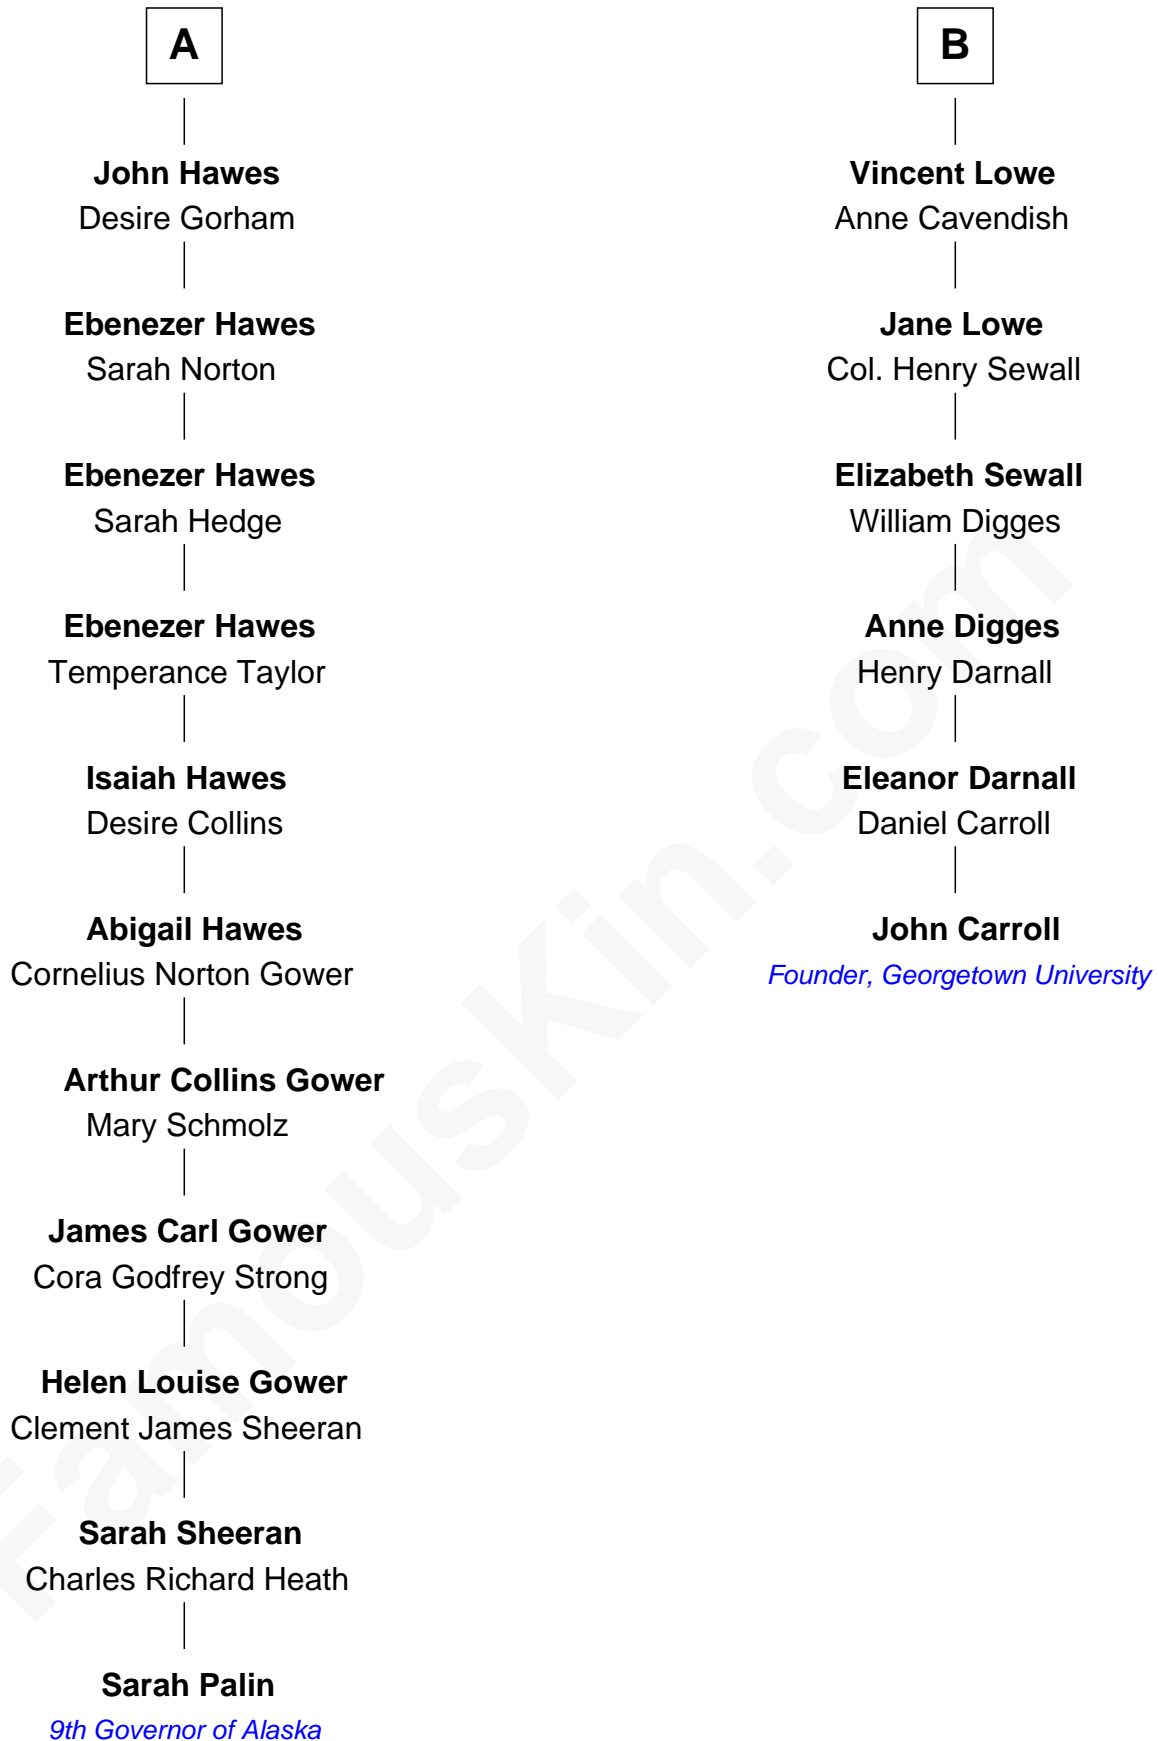 A
John Hawes
Desire Gorham
Ebenezer Hawes
Sarah Norton
Ebenezer Hawes
Sarah Hedge
Ebenezer Hawes
Temperance Taylor
Isaiah Hawes
Desire Collins
Abigail Hawes
Cornelius Norton Gower
Arthur Collins Gower
Mary Schmolz
James Carl Gower
Cora Godfrey Strong
Helen Louise Gower
Clement James Sheeran
Sarah Sheeran
Charles Richard Heath
Sarah Palin
9th Governor of Alaska
B
Vincent Lowe
Anne Cavendish
Jane Lowe
Col. Henry Sewall
Elizabeth Sewall
William Digges
Anne Digges
Henry Darnall
Eleanor Darnall
Daniel Carroll
John Carroll
Founder, Georgetown University
FamousKin.com